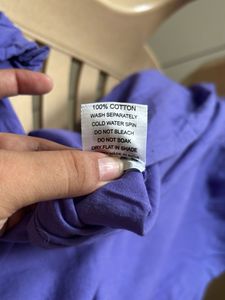 100% COTTON
WASH SEPARATELY
COLD WATER SPIN
DO NOT BLEACH
DO NOT SOAK
DRY FLAT IN SHADE